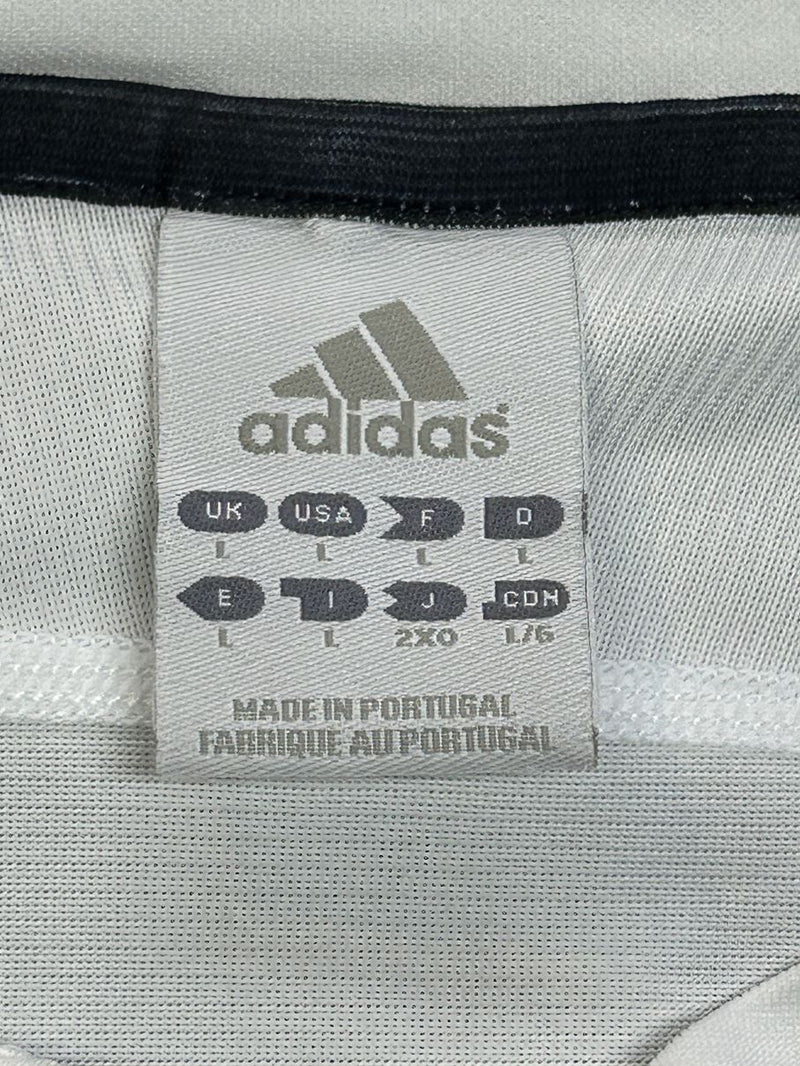 adidas
UK USA F D
L L L L
E I J CDN
L L 2XO L/G
MADE IN PORTUGAL
FABRIQUE AU PORTUGAL